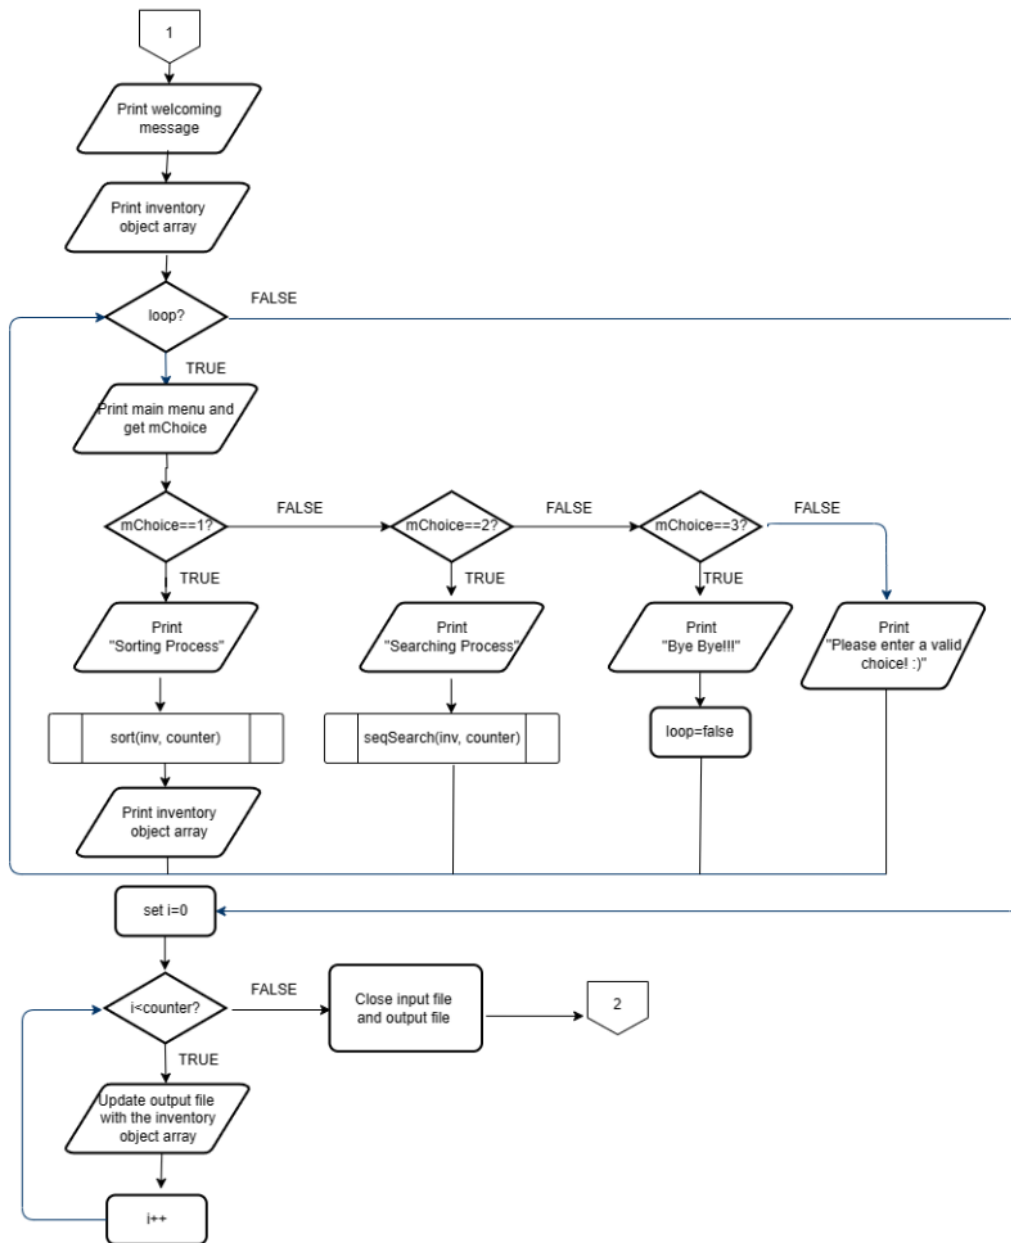 1
Print welcoming
message
Print inventory
object array
loop?
FALSE
TRUE
Print main menu and
get mChoice
mChoice==1?
FALSE
mChoice==2?
FALSE
mChoice==3?
FALSE
TRUE
TRUE
TRUE
Print
"Sorting Process"
Print
"Searching Process"
Print
"Bye Bye!!!"
Print
"Please enter a valid
choice! :)"
sort(inv, counter)
seqSearch(inv, counter)
loop=false
Print inventory
object array
set i=0
i<counter?
FALSE
Close input file
and output file
2
TRUE
Update output file
with the inventory
object array
i++